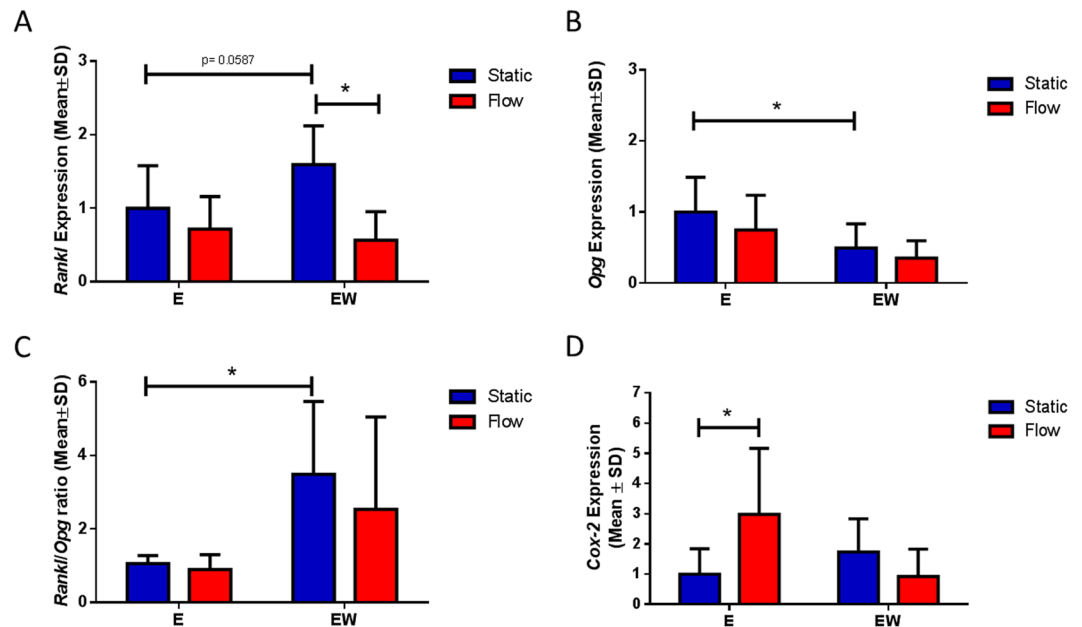 A
Rankl Expression (Mean±SD)
3
2
1
0
p= 0.0587
*
E
EW
Static
Flow
B
Opg Expression (Mean±SD)
3
2
1
0
*
E
EW
Static
Flow
C
Rankl/Opg ratio (Mean±SD)
6
4
2
0
*
E
EW
Static
Flow
D
Cox-2 Expression
(Mean ± SD)
7
6
5
4
3
2
1
0
*
E
EW
Static
Flow